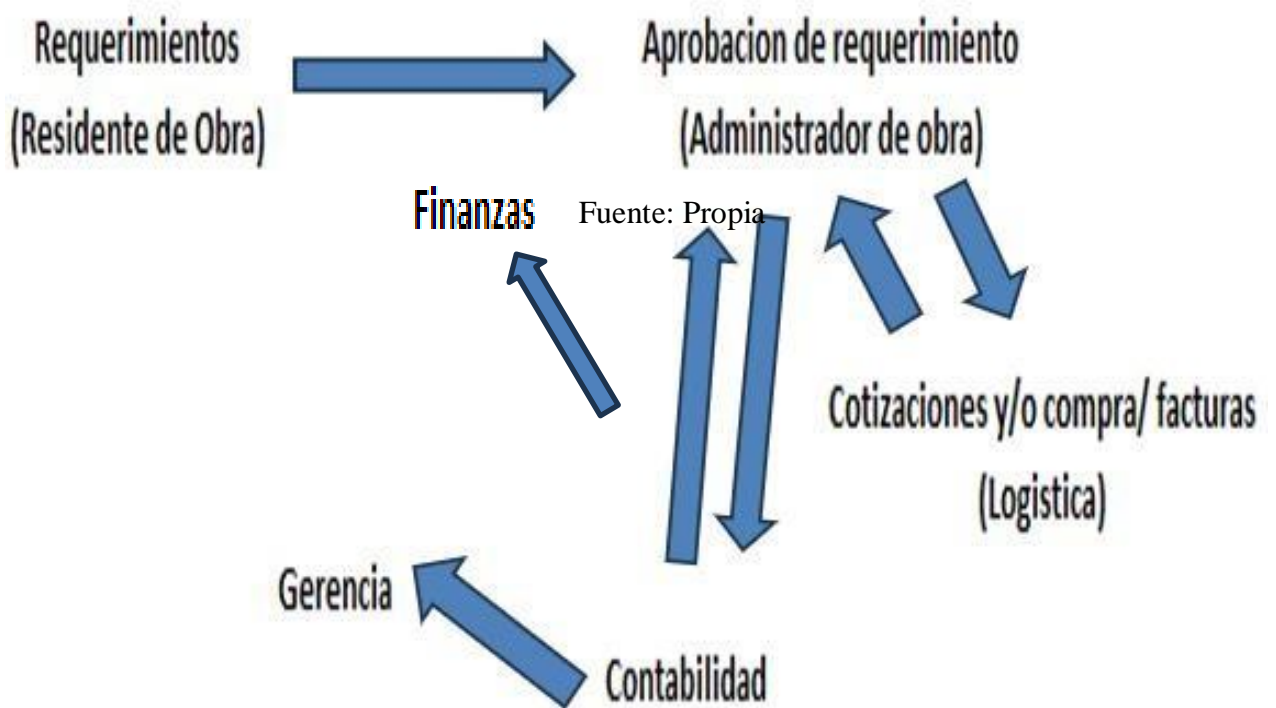 Requerimientos
(Residente de Obra)
Aprobacion de requerimiento
(Administrador de obra)
Finanzas
Fuente: Propia
Cotizaciones y/o compra/ facturas
(Logistica)
Gerencia
Contabilidad